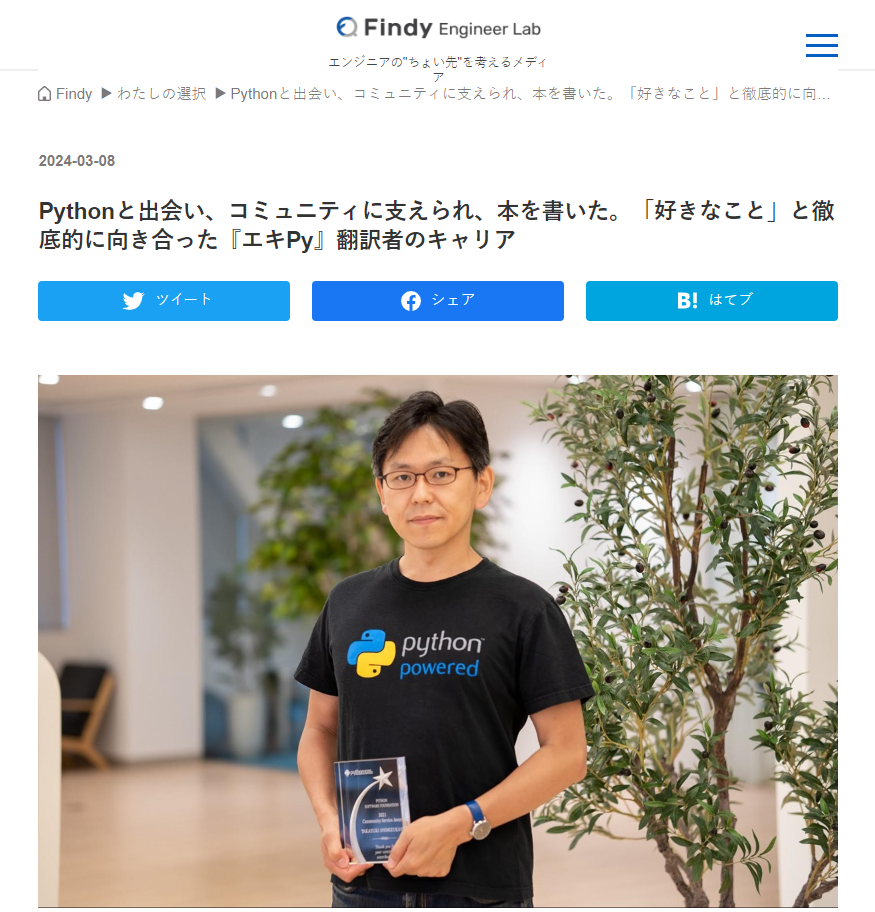 Findy Engineer Lab
エンジニアの"ちょい先"を考えるメディ
ア
Findy ▶ わたしの選択 ▶ Pythonと出会い、コミュニティに支えられ、本を書いた。「好きなこと」と徹底的に向…
2024-03-08
Pythonと出会い、コミュニティに支えられ、本を書いた。「好きなこと」と徹
底的に向き合った『エキPy』翻訳者のキャリア
ツイート
シェア
B! はてブ
python
powered
PYTHON
SOFTWARE FOUNDATION
2021
Community Service Award